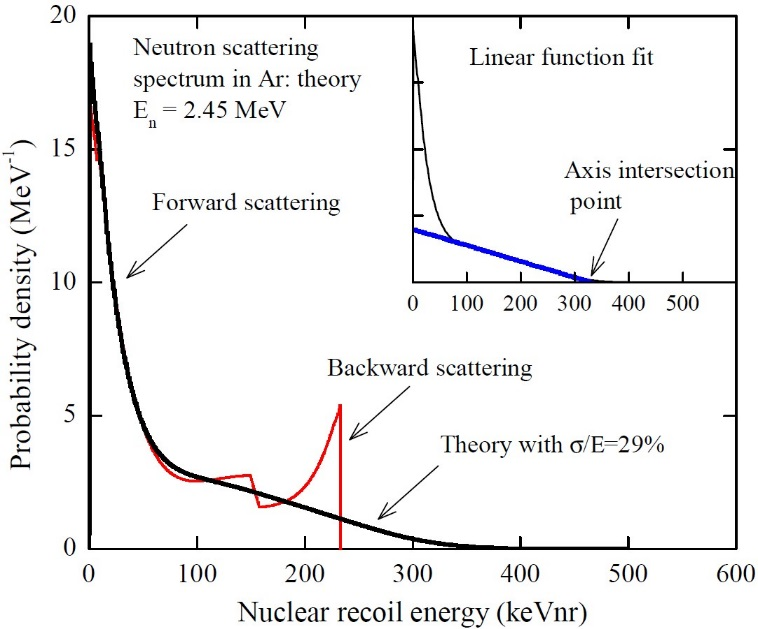 Neutron scattering
spectrum in Ar: theory
Eₙ = 2.45 MeV
Linear function fit
Axis intersection
point
0 100 200 300 400 500
Forward scattering
Backward scattering
Theory with σ/E=29%
20
15
10
5
0
Probability density (MeV⁻¹)
0 100 200 300 400 500 600
Nuclear recoil energy (keVnr)